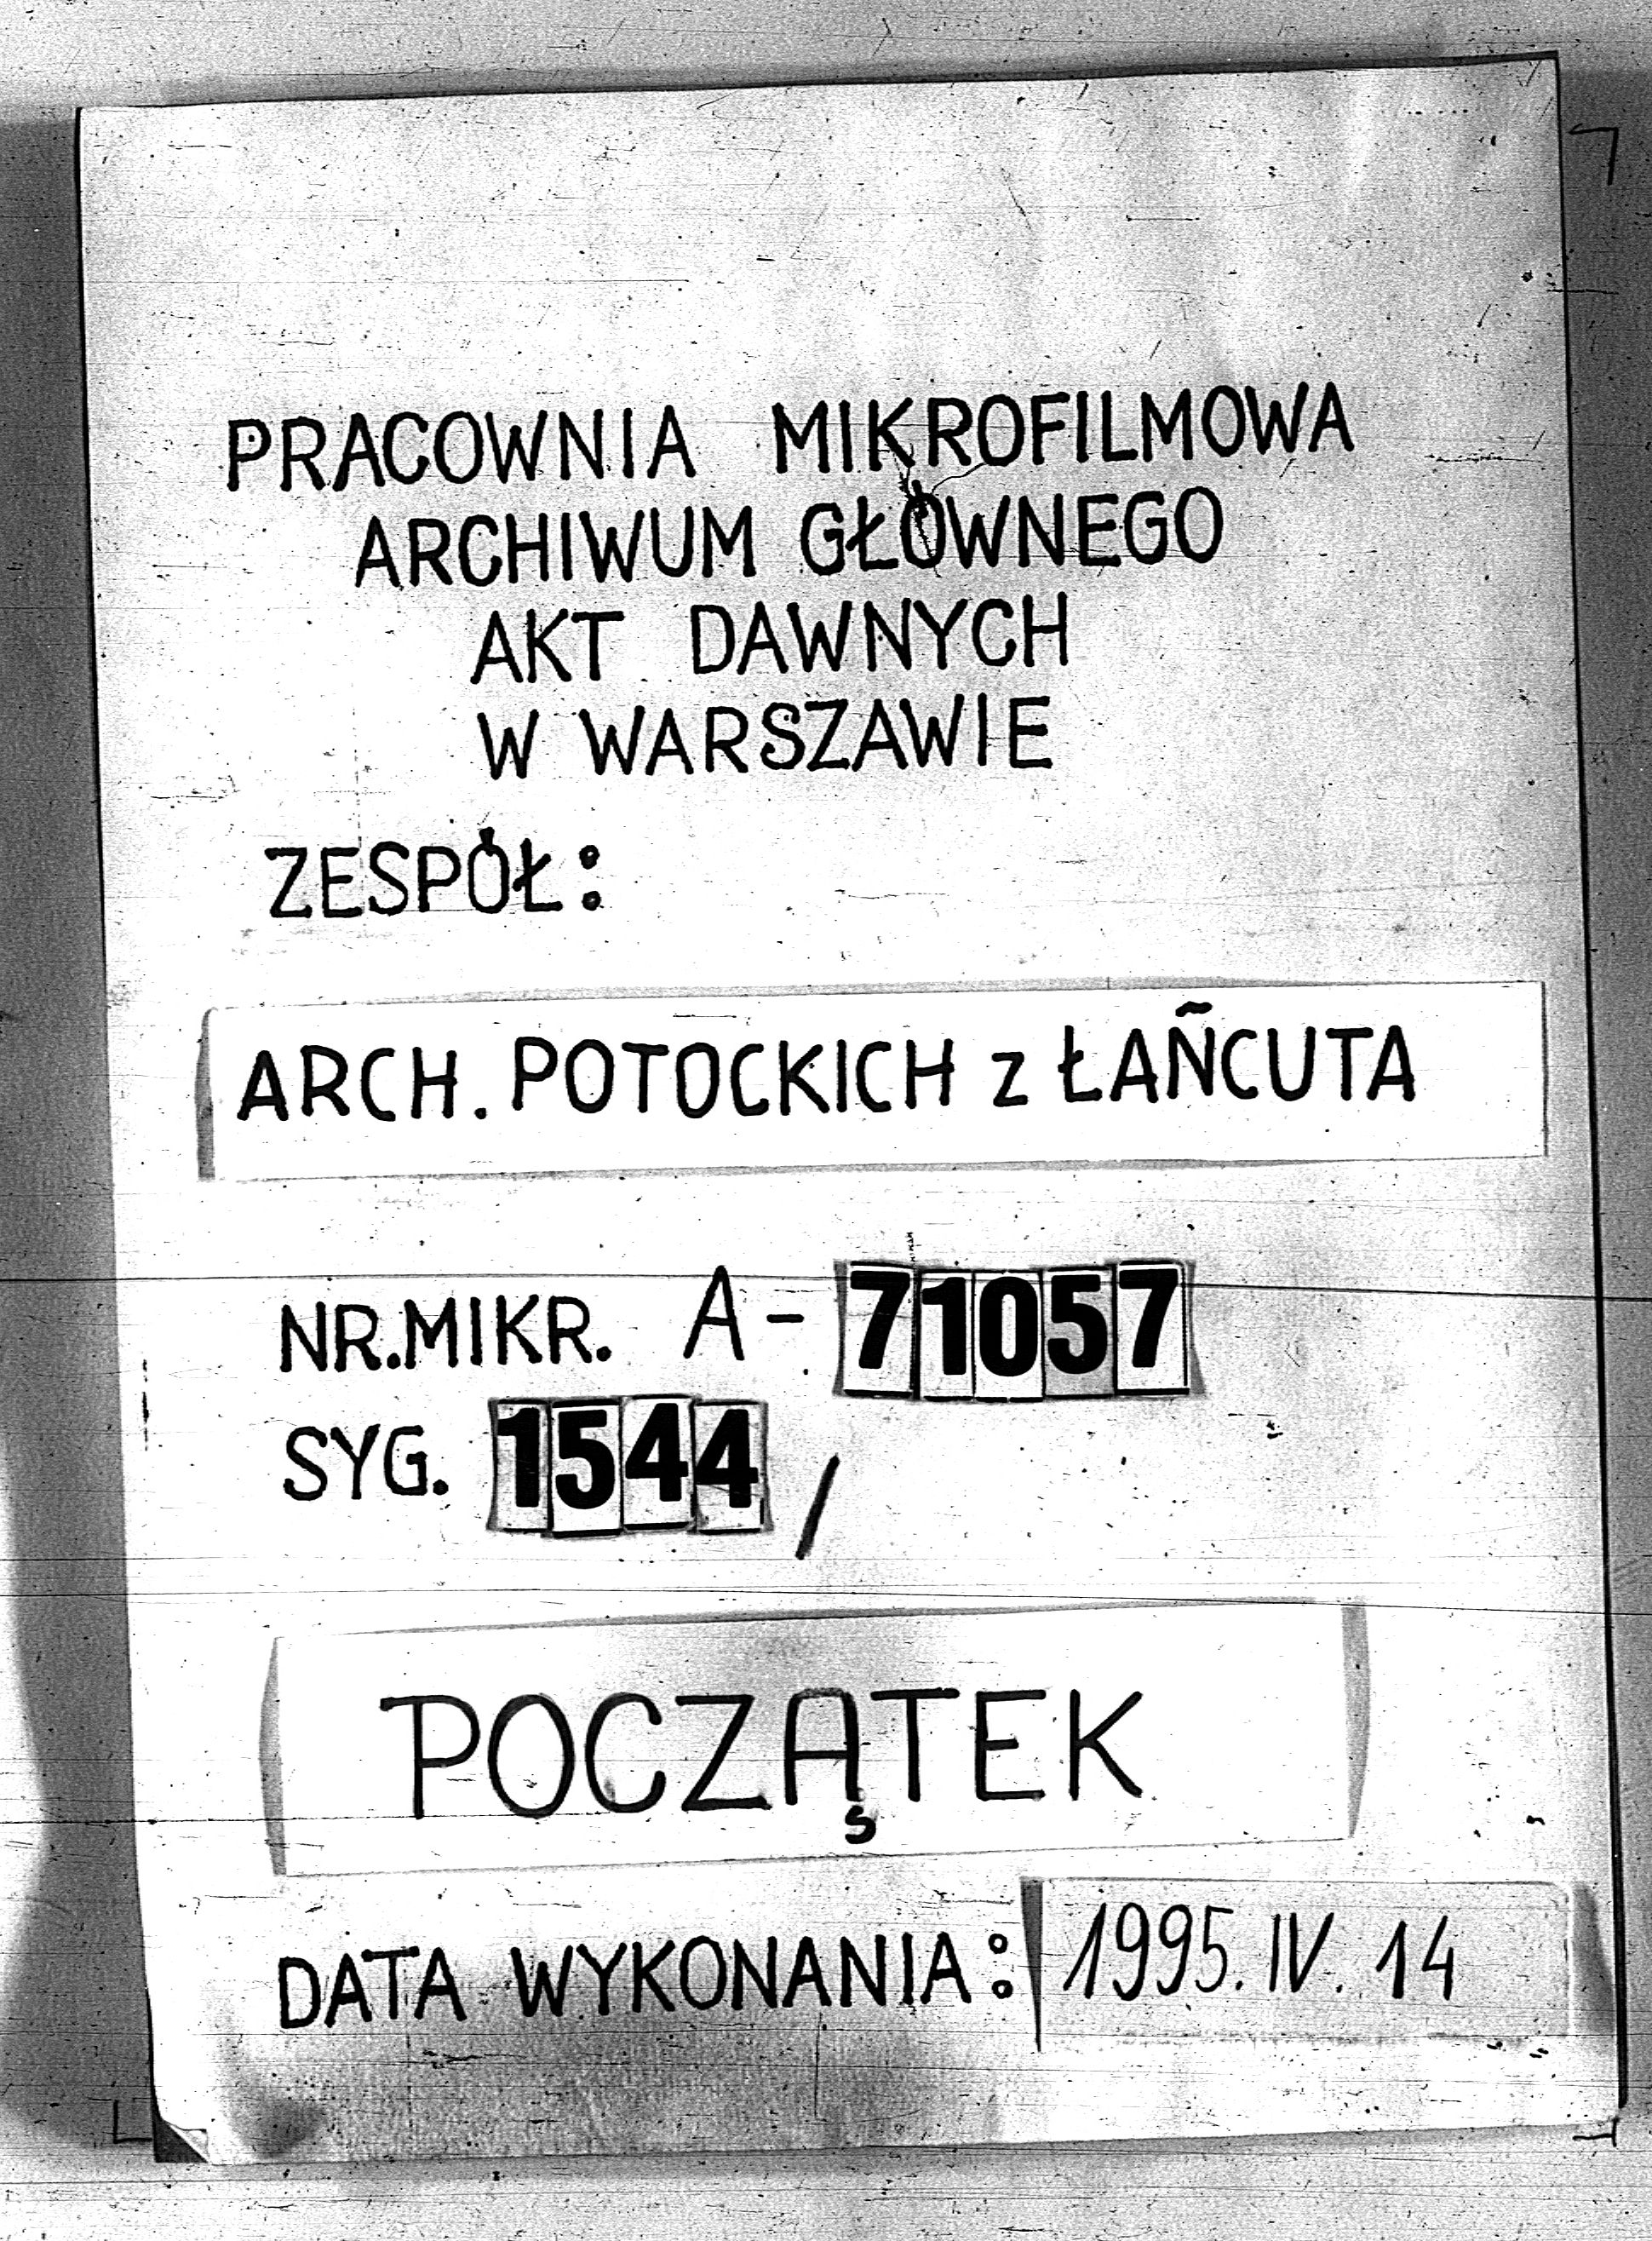 PRACOWNIA MIKROFILMOWA
ARCHIWUM GŁÓWNEGO
AKT DAWNYCH
W WARSZAWIE
ZESPÓŁ:
ARCH. POTOCKICH z ŁAŃCUTA
NR.MIKR. A-71057
SYG. 1544/
POCZĄTEK
DATA WYKONANIA: 1995. IV. 14